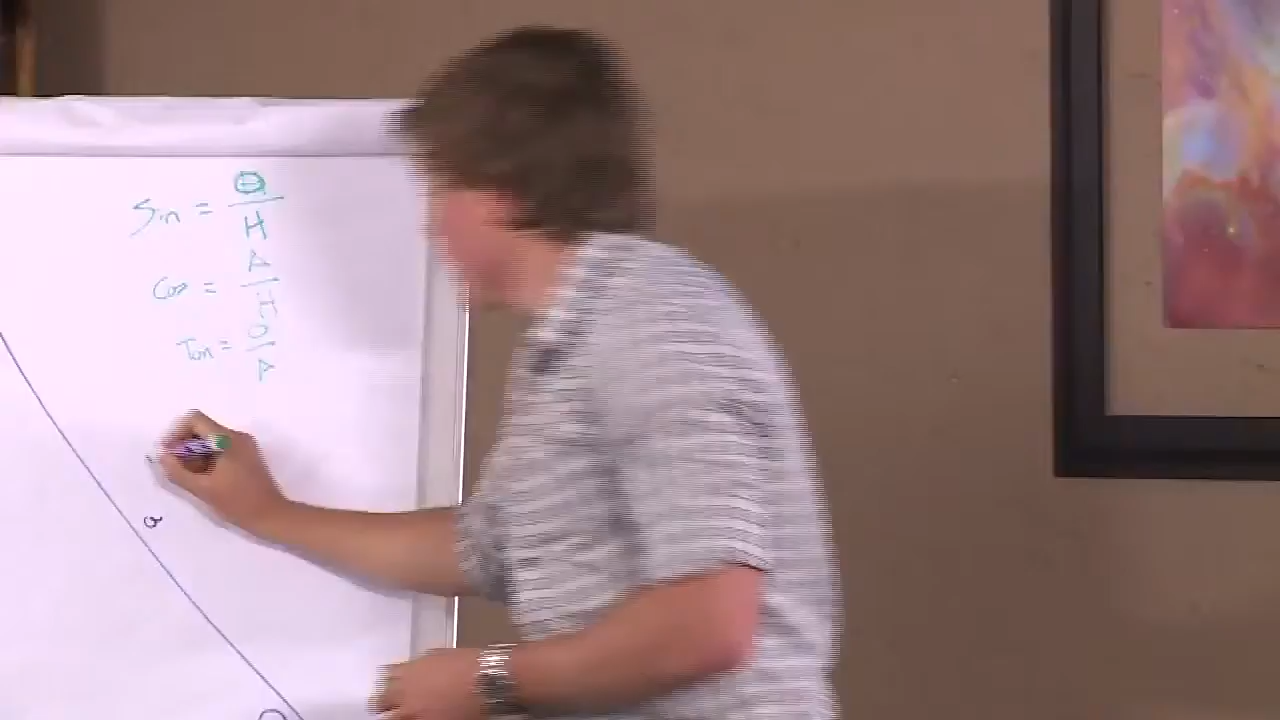 Sin = O/H
Cos = A/H
Tan = O/A
a